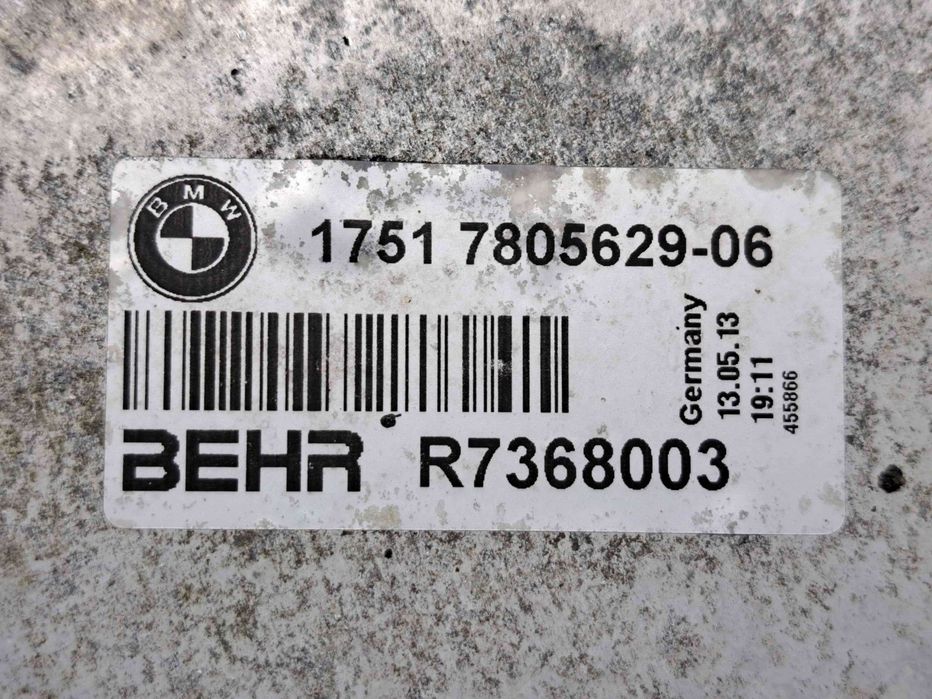 BMW
1751 7805629-06
Germany
13.05.13
19:11
455866
BEHR R7368003